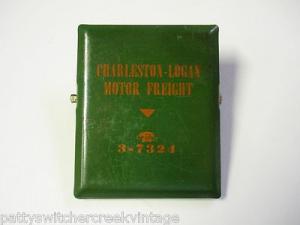 CHARLESTON-LOGAN
MOTOR FREIGHT
3-7324
pattyswitchercreekvintage